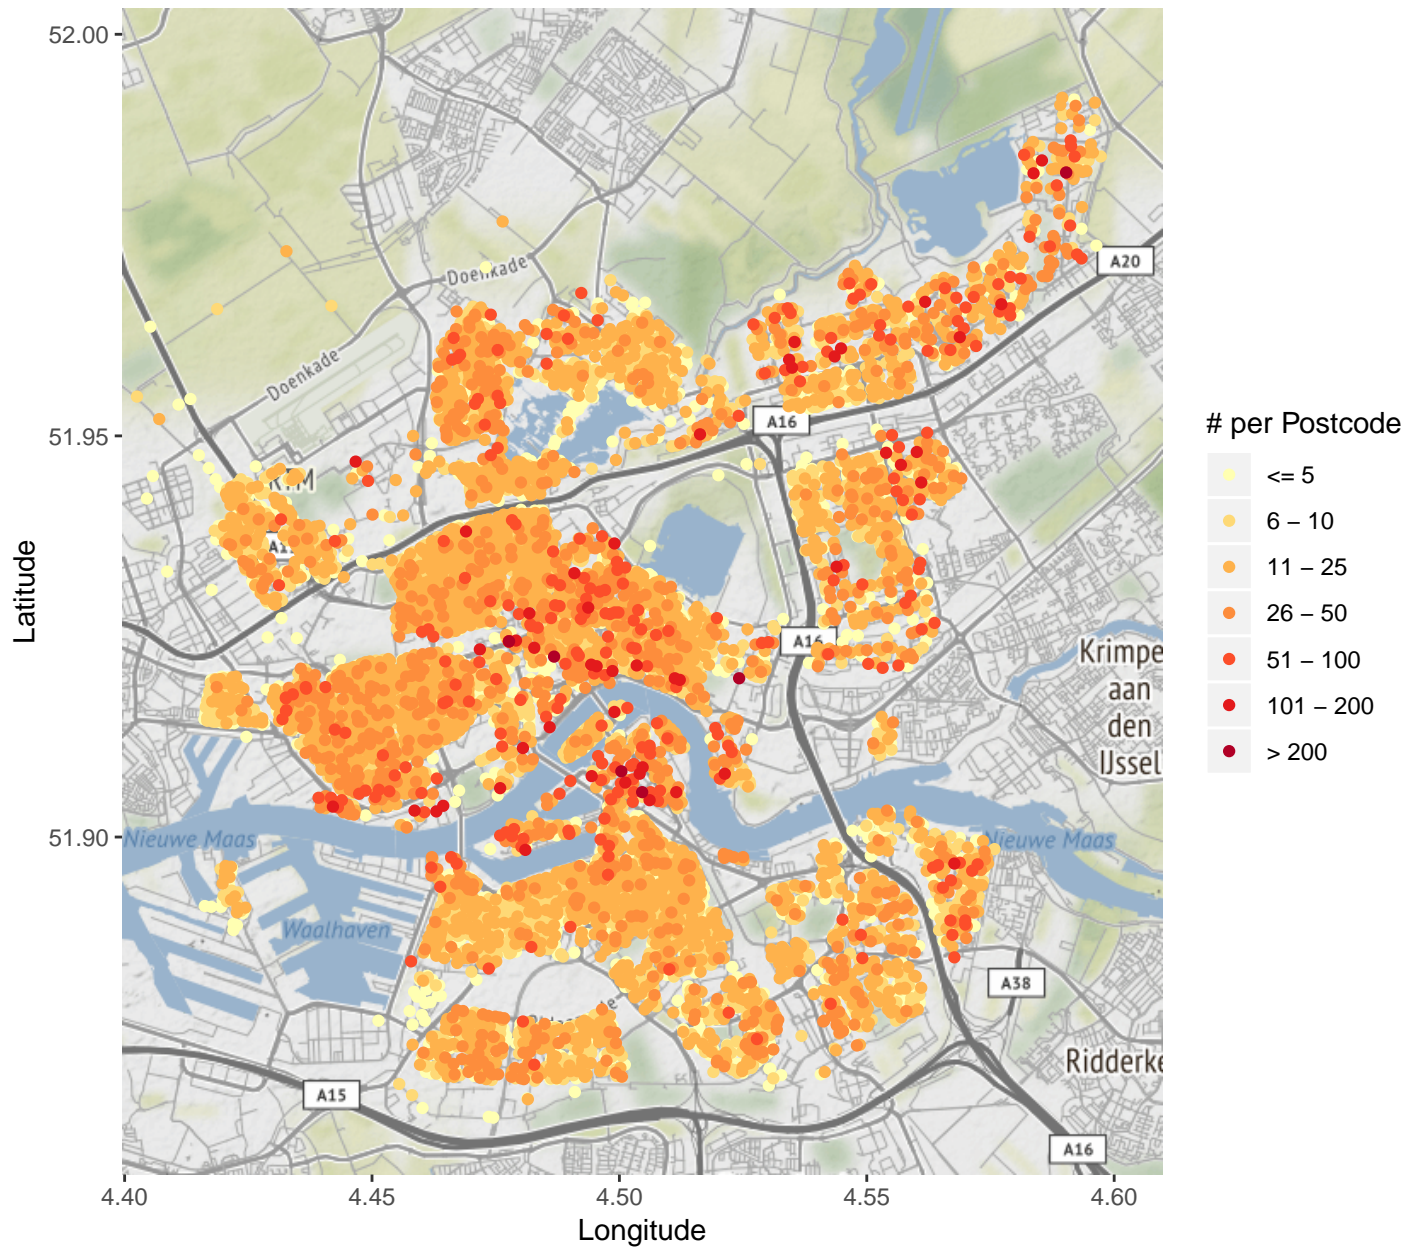 52.00
51.95
51.90
Latitude
4.40
4.45
4.50
4.55
4.60
Longitude
Doenkade
Doenkade
A20
A16
RTM
A16
Krimpe
aan
den
IJssel
Nieuwe Maas
Nieuwe Maas
Waalhaven
A38
Ridderke
A15
A16
# per Postcode
<= 5
6 – 10
11 – 25
26 – 50
51 – 100
101 – 200
> 200